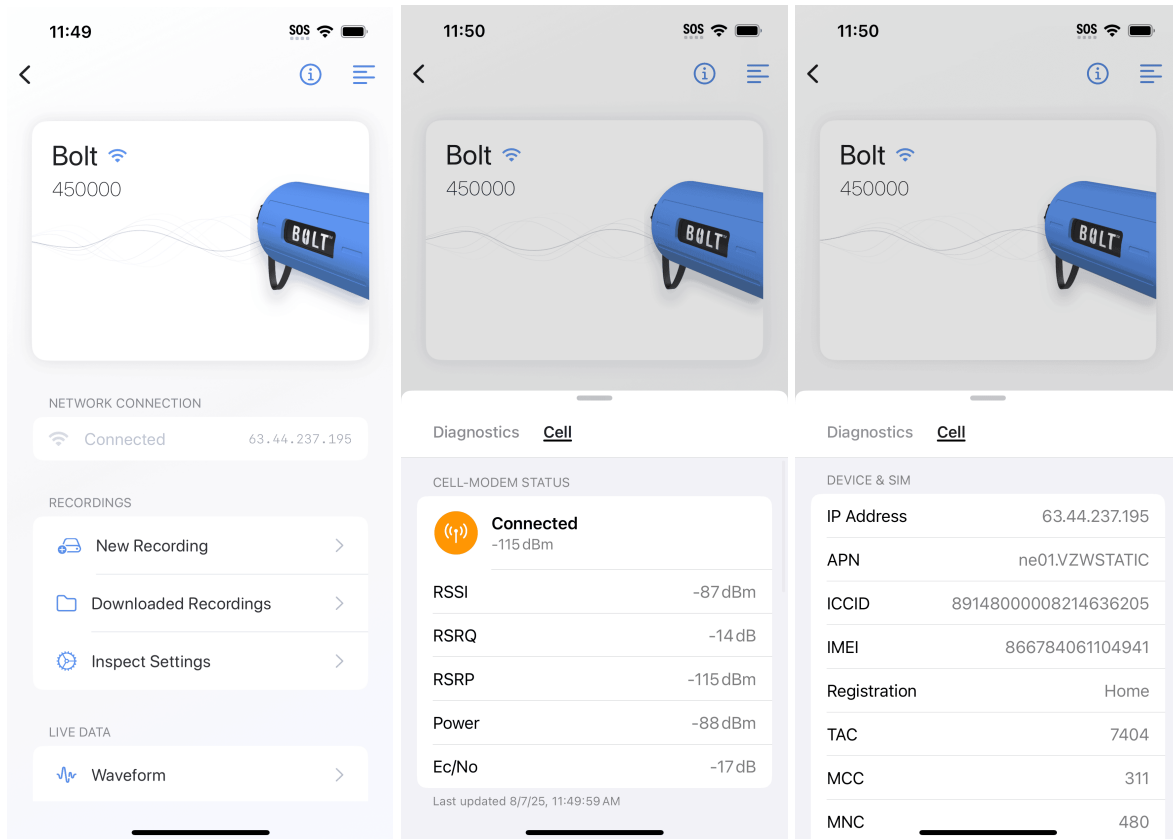 11:49
SOS
Bolt
450000
BOLT
NETWORK CONNECTION
Connected 63.44.237.195
RECORDINGS
New Recording
Downloaded Recordings
Inspect Settings
LIVE DATA
Waveform
11:50
SOS
Bolt
450000
BOLT
Diagnostics Cell
CELL-MODEM STATUS
Connected
-115 dBm
RSSI -87 dBm
RSRQ -14 dB
RSRP -115 dBm
Power -88 dBm
Ec/No -17 dB
Last updated 8/7/25, 11:49:59 AM
11:50
SOS
Bolt
450000
BOLT
Diagnostics Cell
DEVICE & SIM
IP Address 63.44.237.195
APN ne01.VZWSTATIC
ICCID 89148000008214636205
IMEI 866784061104941
Registration Home
TAC 7404
MCC 311
MNC 480